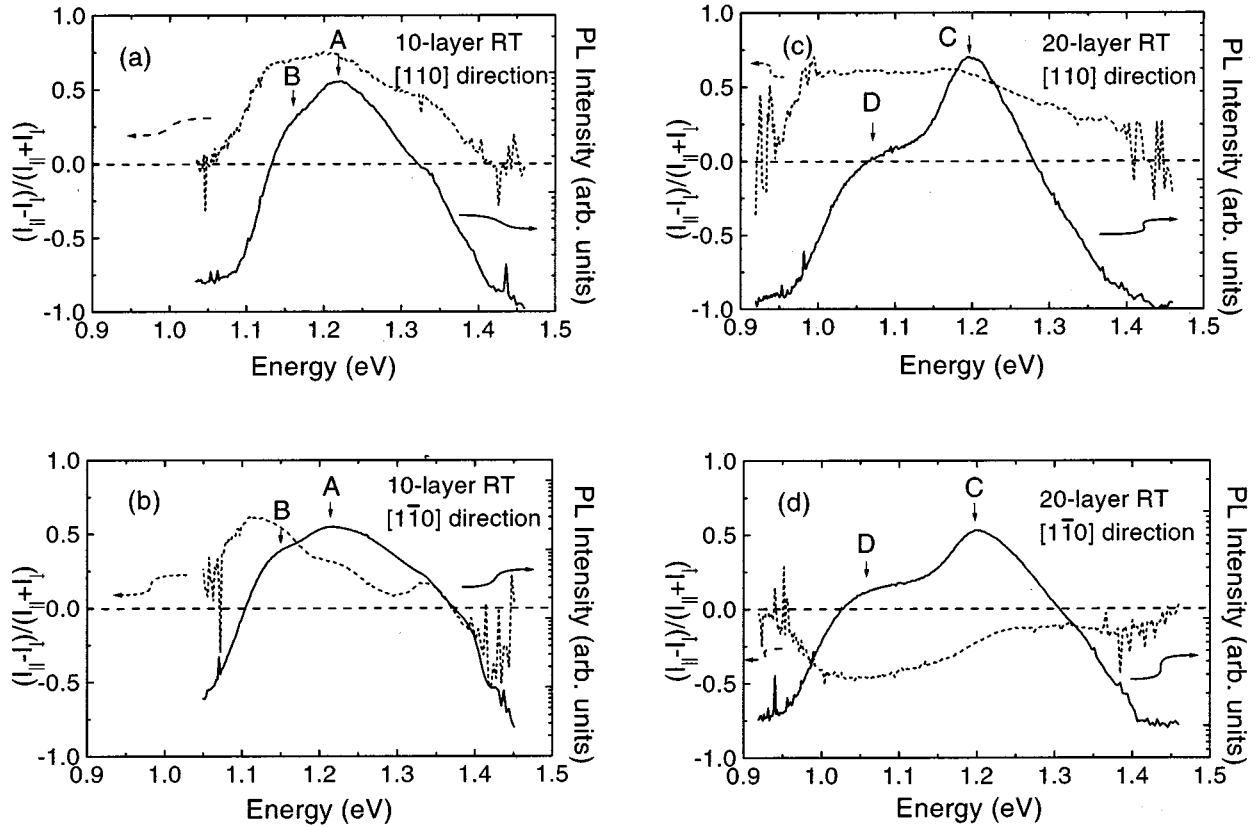 (a)
10-layer RT
[110] direction
A
B
1.0
0.5
0.0
-0.5
-1.0
0.9 1.0 1.1 1.2 1.3 1.4 1.5
Energy (eV)
(I||-I⊥)/(I||+I⊥)
PL Intensity (arb. units)
(c)
20-layer RT
[110] direction
C
D
1.0
0.5
0.0
-0.5
-1.0
0.9 1.0 1.1 1.2 1.3 1.4 1.5
Energy (eV)
(I||-I⊥)/(I||+I⊥)
PL Intensity (arb. units)
(b)
10-layer RT
[11̄0] direction
A
B
1.0
0.5
0.0
-0.5
-1.0
0.9 1.0 1.1 1.2 1.3 1.4 1.5
Energy (eV)
(I||-I⊥)/(I||+I⊥)
PL Intensity (arb. units)
(d)
20-layer RT
[11̄0] direction
C
D
1.0
0.5
0.0
-0.5
-1.0
0.9 1.0 1.1 1.2 1.3 1.4 1.5
Energy (eV)
(I||-I⊥)/(I||+I⊥)
PL Intensity (arb. units)